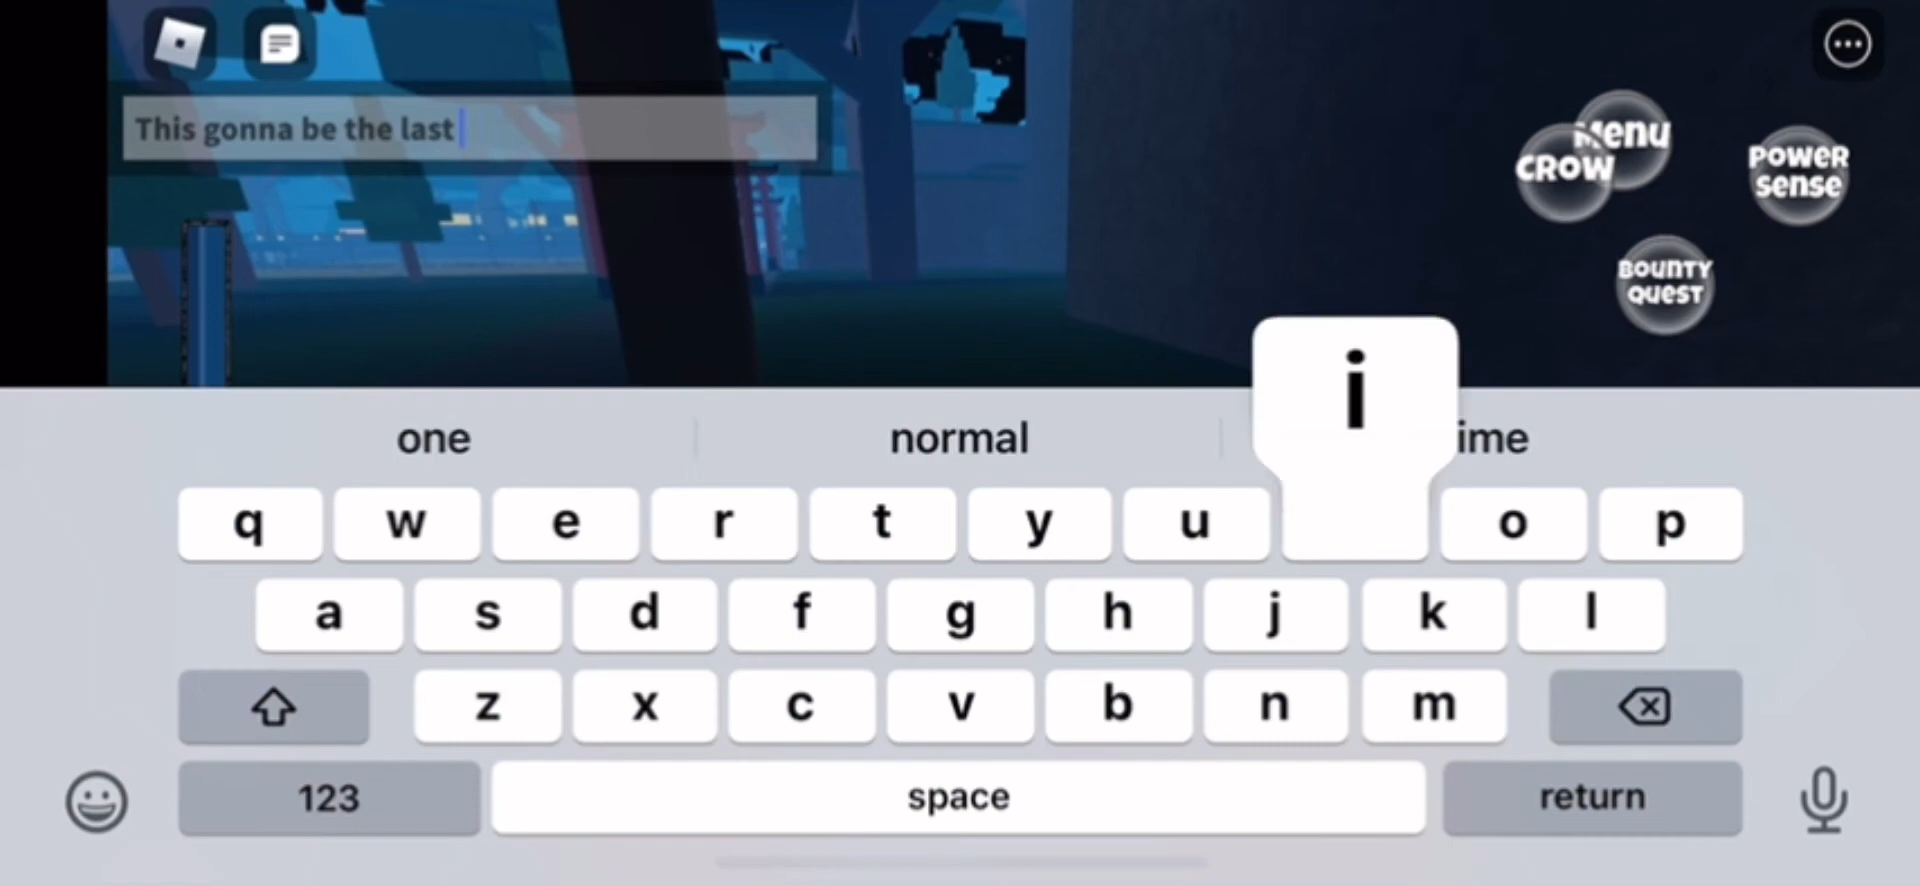 This gonna be the last
Menu
CROW
POWER
sense
BOUNTY
QUEST
i
one
normal
ime
q w e r t y u o p
a s d f g h j k l
z x c v b n m
123
space
return